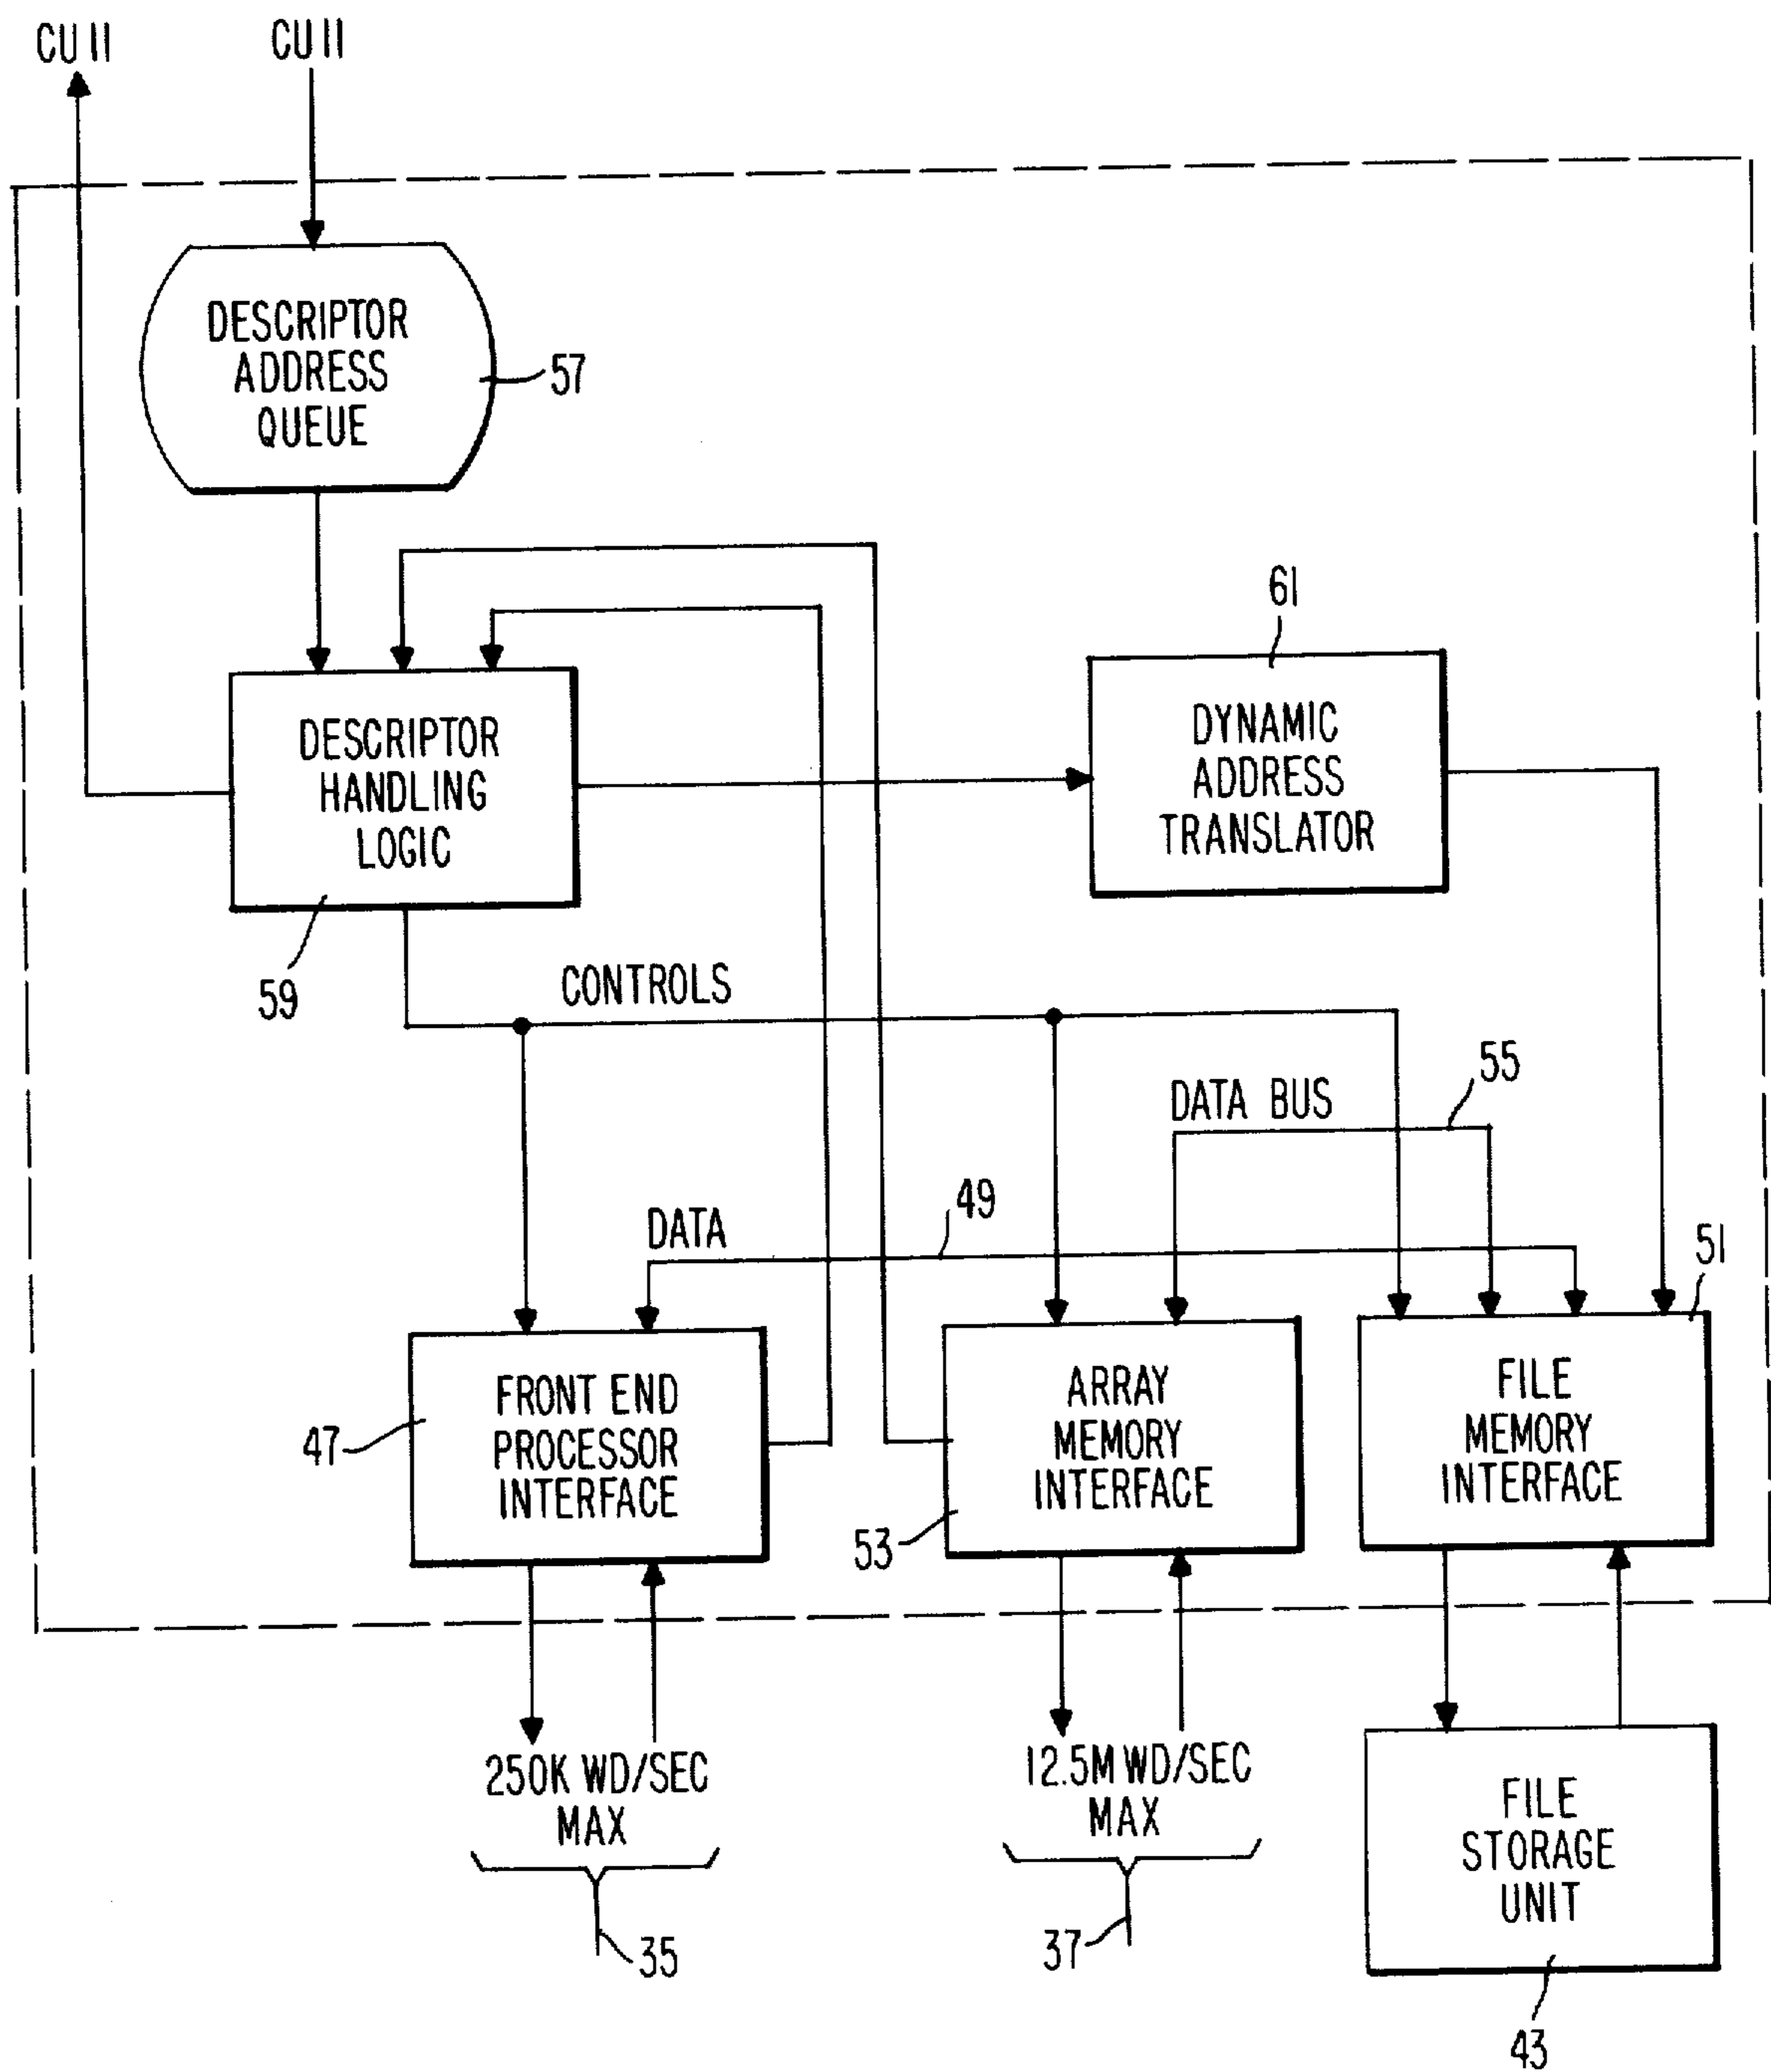 CU 11
CU 11
DESCRIPTOR
ADDRESS
QUEUE
57
61
DESCRIPTOR
HANDLING
LOGIC
59
DYNAMIC
ADDRESS
TRANSLATOR
CONTROLS
DATA BUS
55
DATA
49
51
FRONT END
PROCESSOR
INTERFACE
47
ARRAY
MEMORY
INTERFACE
53
FILE
MEMORY
INTERFACE
250K WD/SEC
MAX
35
12.5M WD/SEC
MAX
37
FILE
STORAGE
UNIT
43